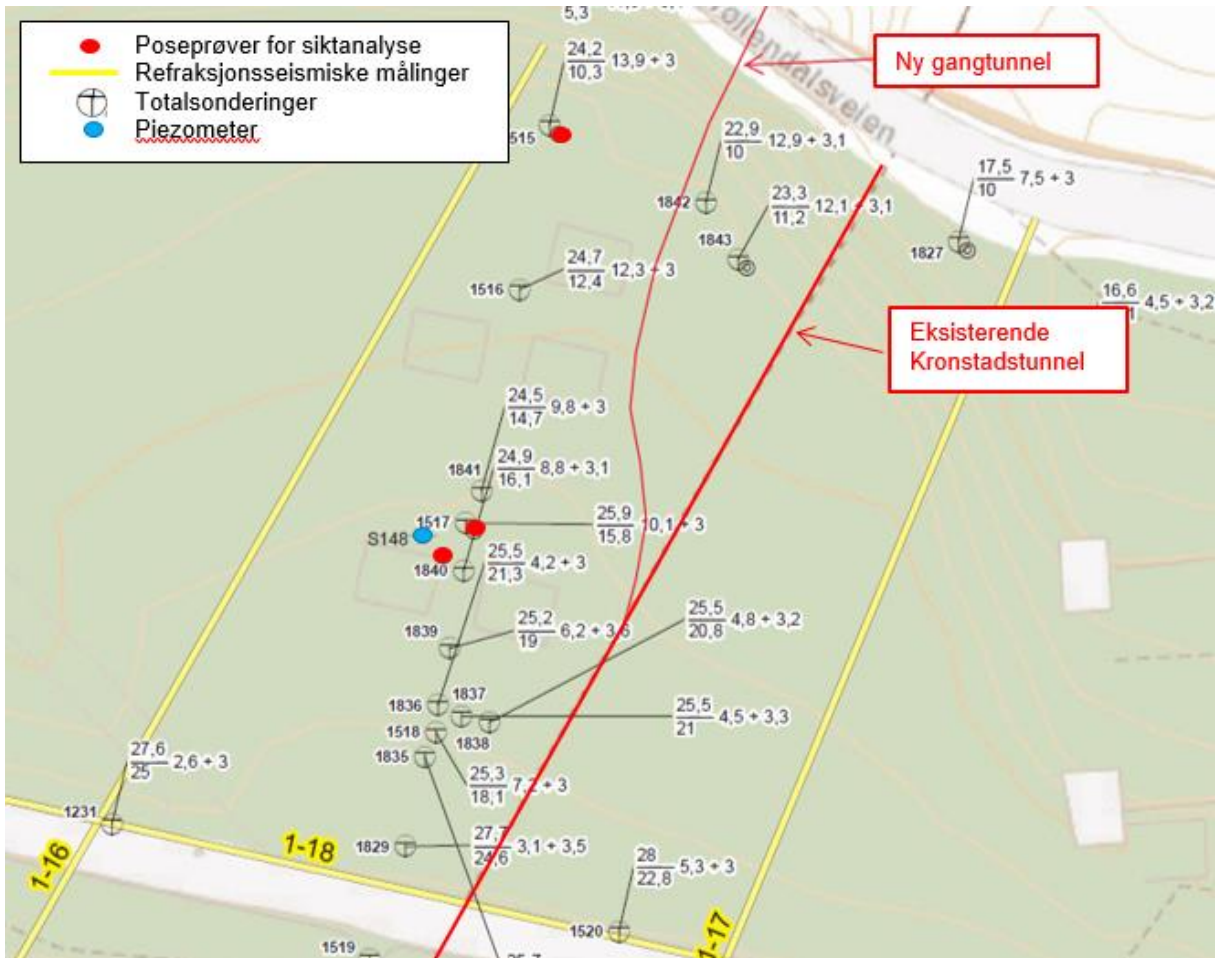 Poseprøver for siktanalyse
Refraksjonsseismiske målinger
Totalsonderinger
Piezometer
5,3
24,2
10,3 13,9 + 3
515
Ny gangtunnel
vollendalsveien
22,9
10 12,9 + 3,1
1842
23,3
11,2 12,1 + 3,1
1843
17,5
10 7,5 + 3
1827
24,7
12,4 12,3 + 3
1516
16,6
4,5 + 3,2
Eksisterende
Kronstadstunnel
24,5
14,7 9,8 + 3
24,9
16,1 8,8 + 3,1
1841
1517
25,9
15,8 10,1 + 3
S148
1840
25,5
21,3 4,2 + 3
25,2
19 6,2 + 3,6
1839
25,5
20,8 4,8 + 3,2
1836
1837
1518
1838
25,5
21 4,5 + 3,3
1835
25,3
18,1 7,2 + 3
27,6
25 2,6 + 3
1231
1-16
1-18
1829
27,7
24,6 3,1 + 3,5
28
22,8 5,3 + 3
1520
1-17
1519